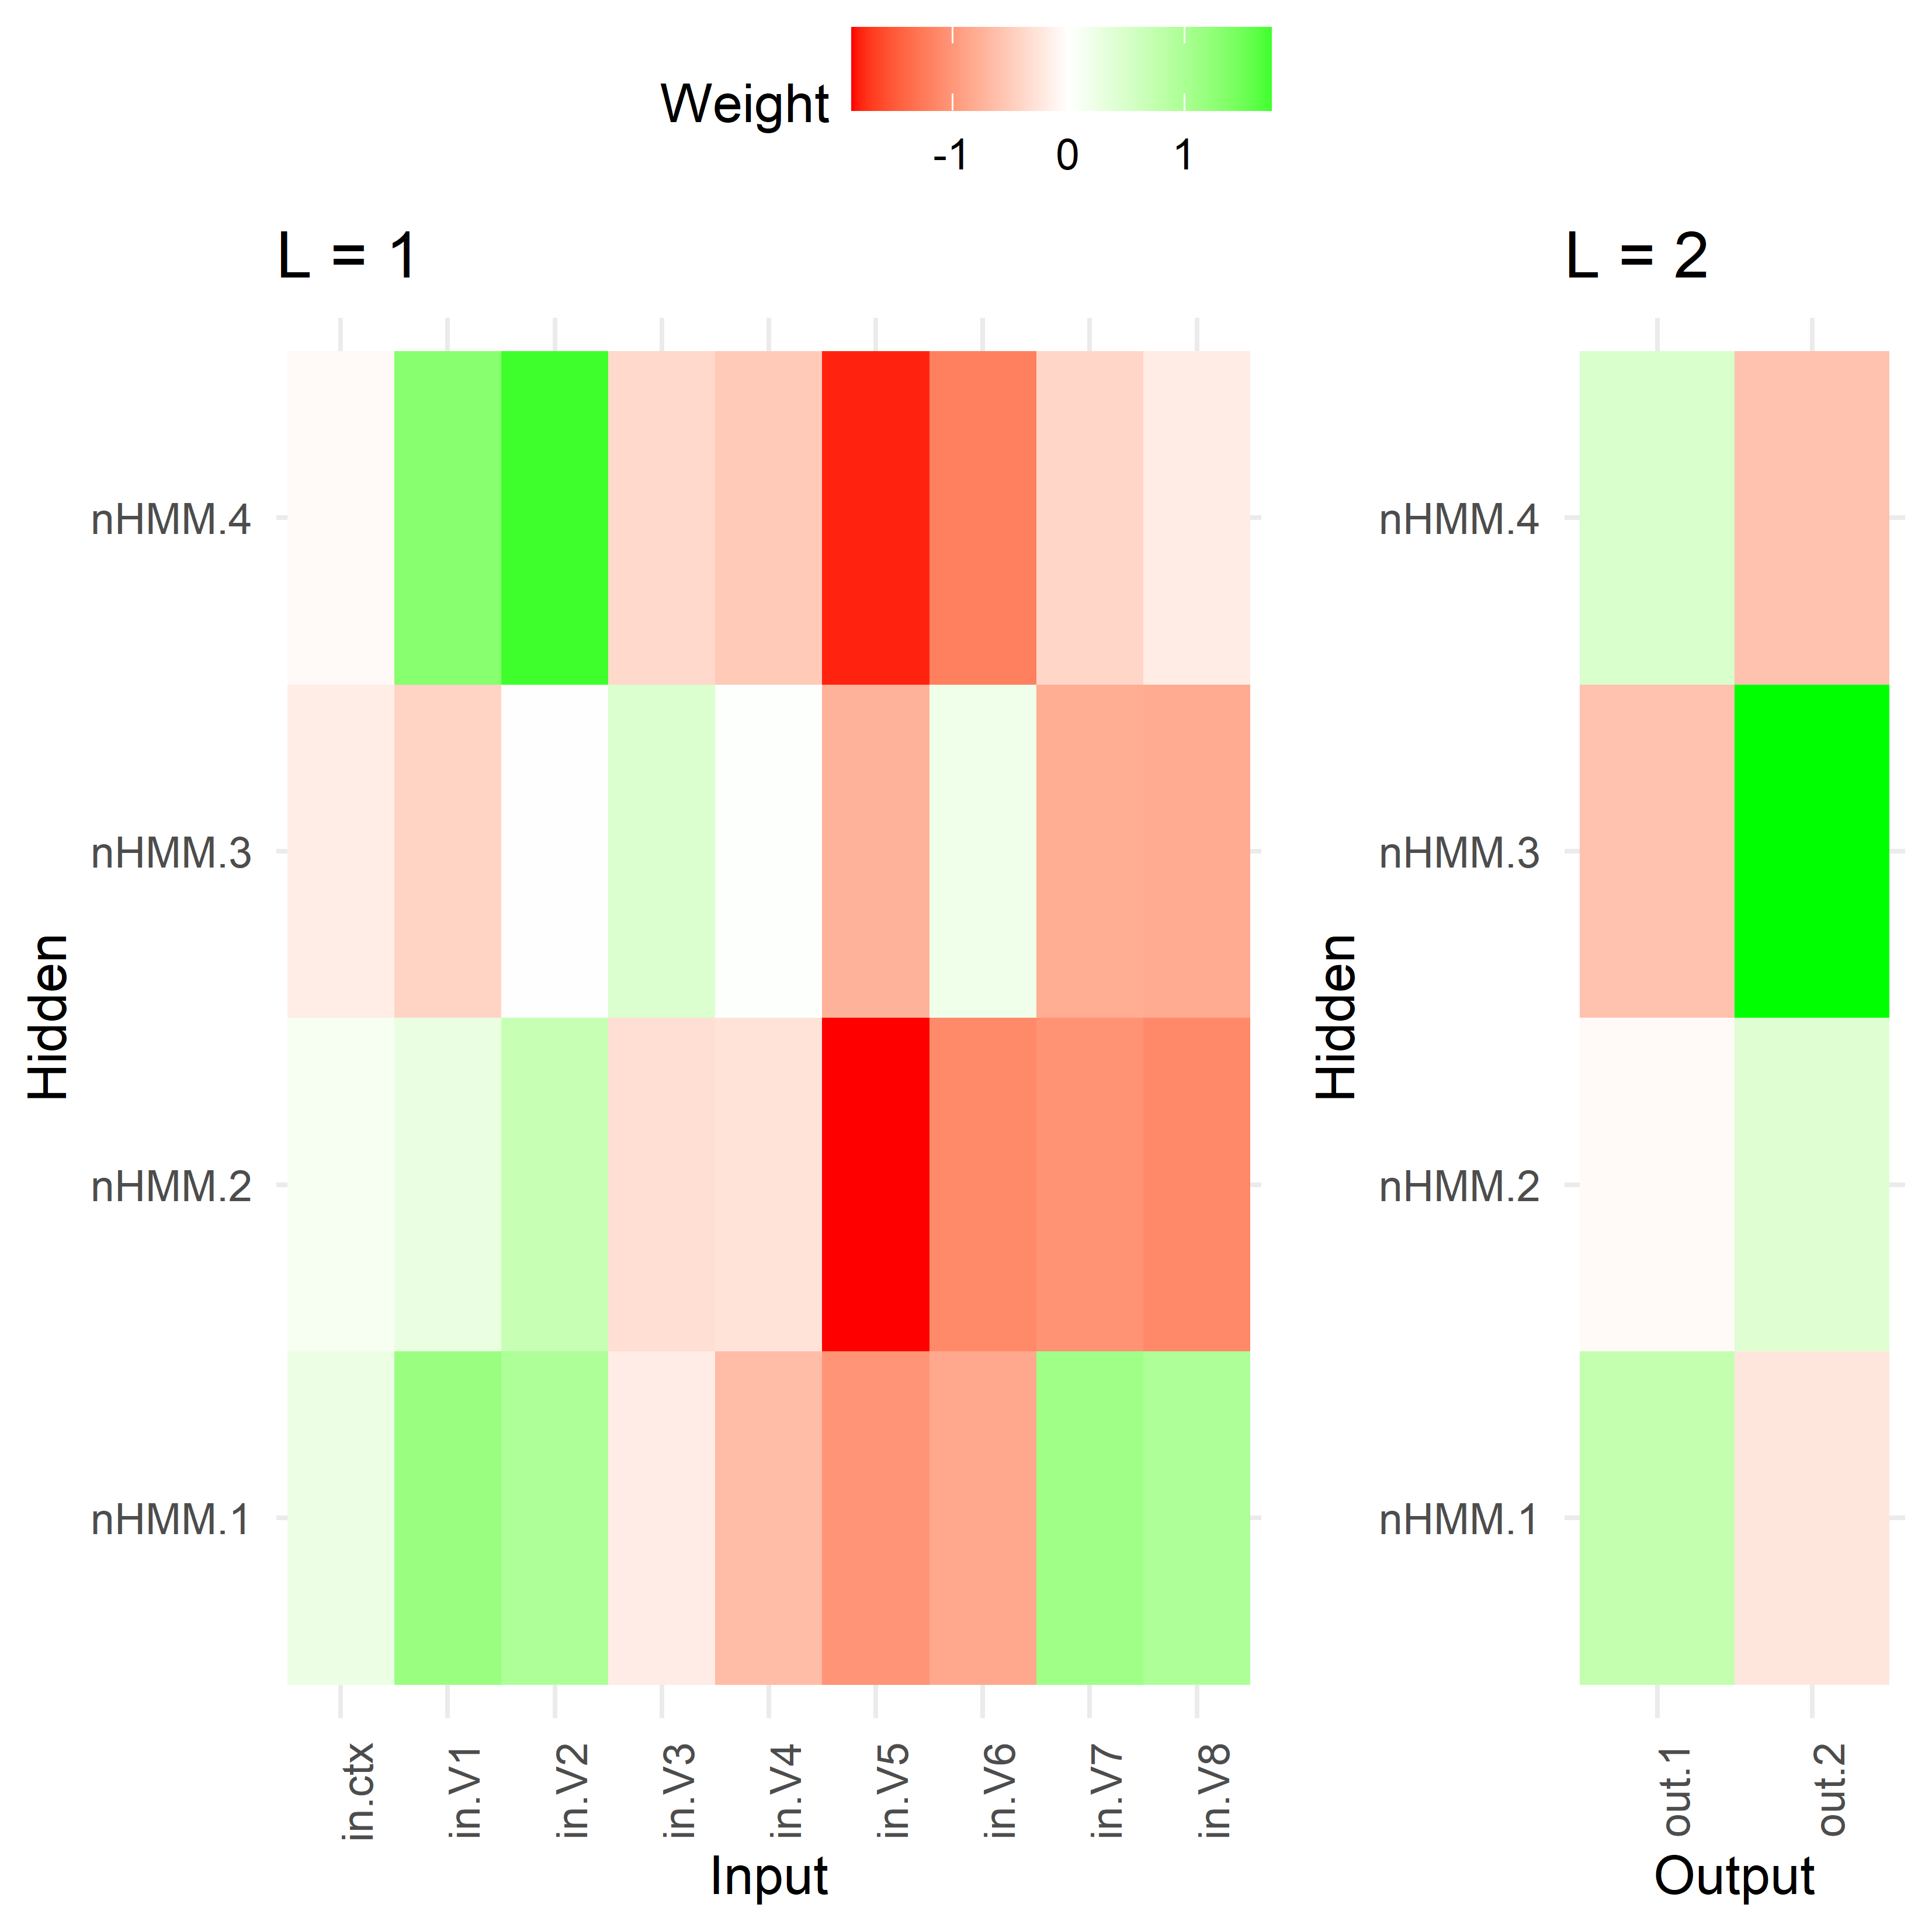 Weight
-1 0 1
L = 1
L = 2
nHMM.4
nHMM.3
nHMM.2
nHMM.1
Hidden
in.ctx in.V1 in.V2 in.V3 in.V4 in.V5 in.V6 in.V7 in.V8
Input
nHMM.4
nHMM.3
nHMM.2
nHMM.1
Hidden
out.1 out.2
Output